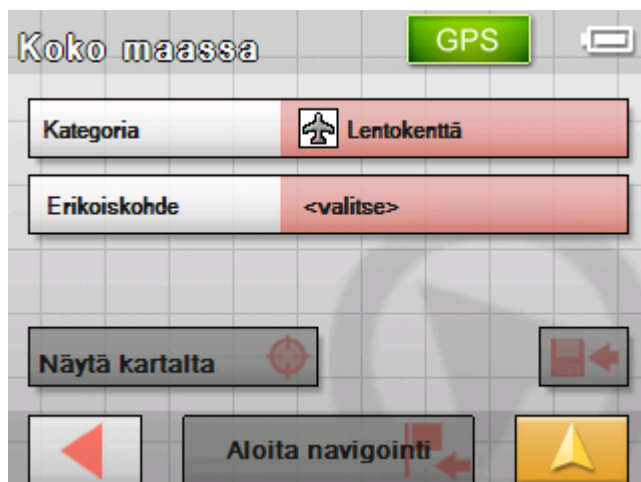 Koko maassa
GPS
Kategoria
Lentokenttä
Erikoiskohde
<valitse>
Näytä kartalta
Aloita navigointi